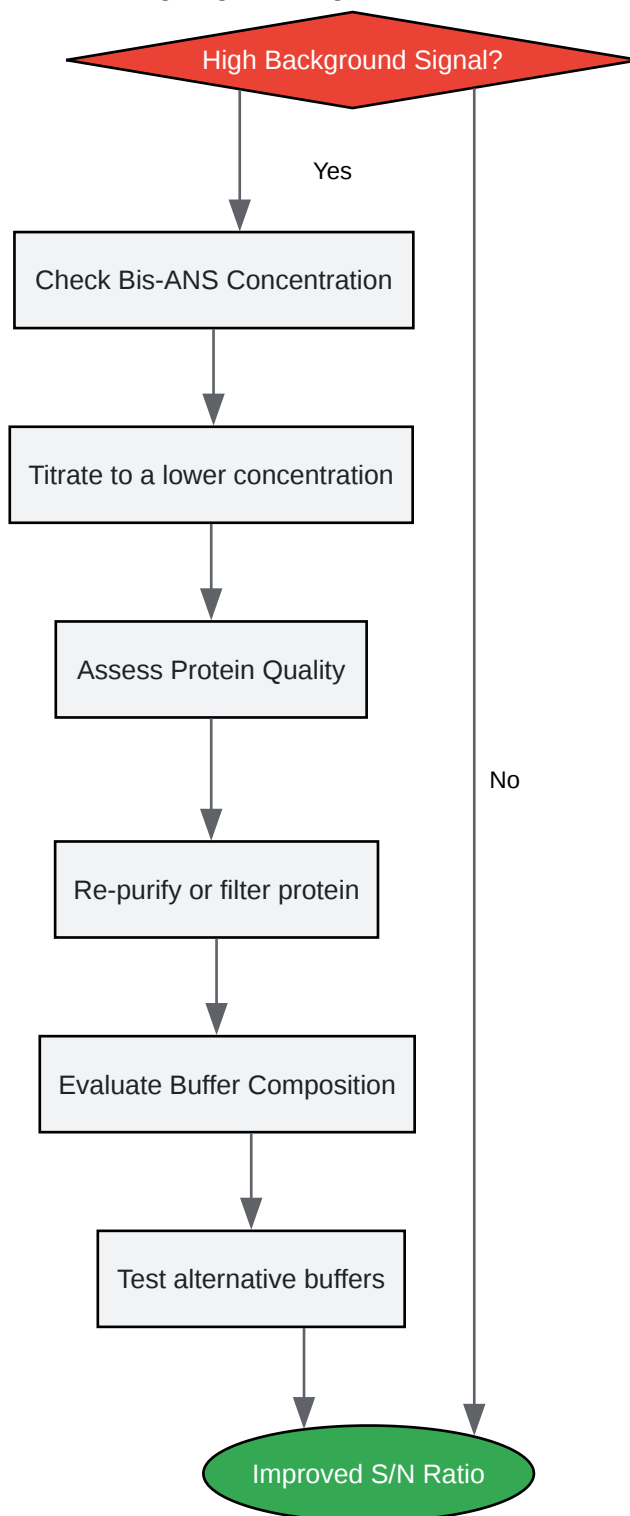 High Background Signal?
Yes
Check Bis-ANS Concentration
Titrate to a lower concentration
Assess Protein Quality
No
Re-purify or filter protein
Evaluate Buffer Composition
Test alternative buffers
Improved S/N Ratio